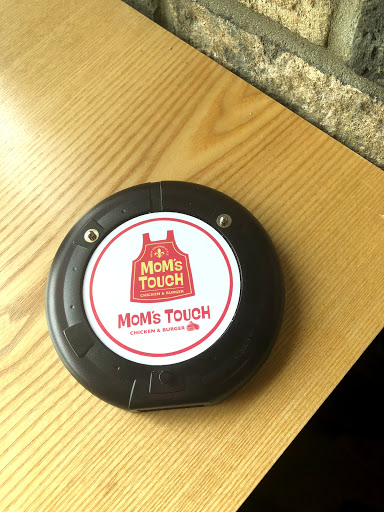 MOM'S
TOUCH
CHICKEN & BURGER
MOM'S TOUCH
CHICKEN & BURGER